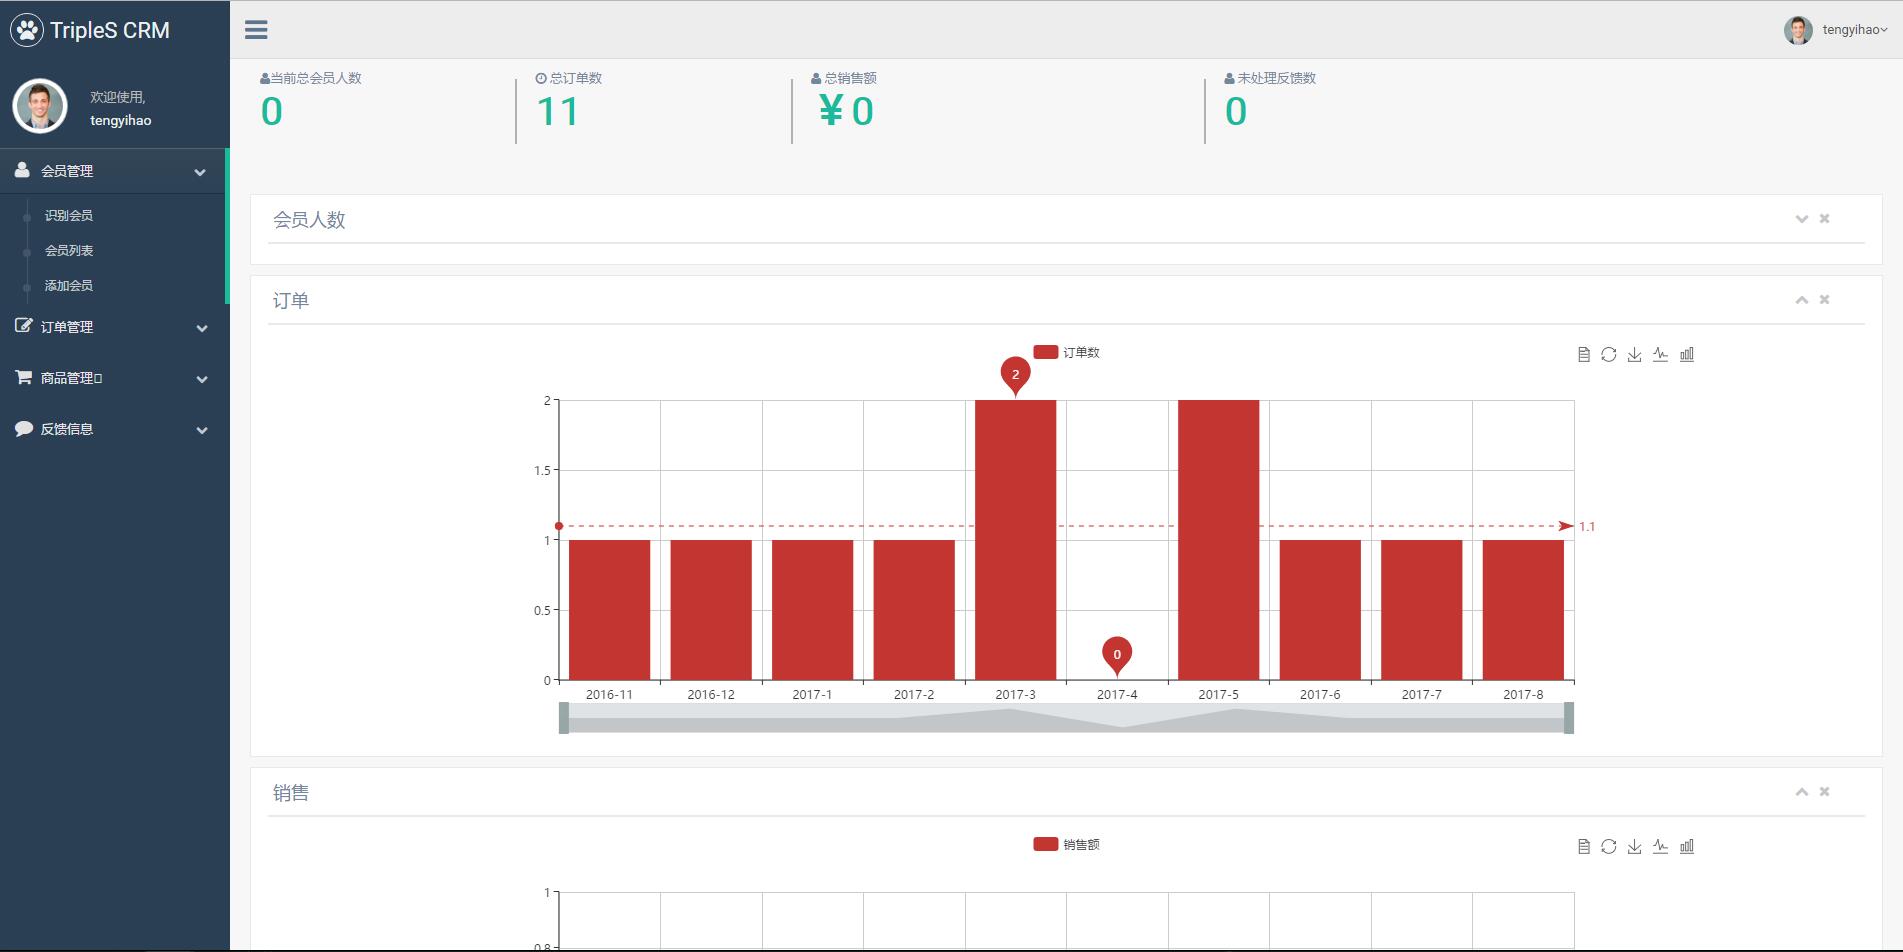 TripleS CRM
tengyihao
欢迎使用,
tengyihao
会员管理
识别会员
会员列表
添加会员
订单管理
商品管理
反馈信息
当前总会员人数
0
总订单数
11
总销售额
¥ 0
未处理反馈数
0
会员人数
订单
订单数
2
2
1.5
1.1
1
0.5
0
0
2016-11 2016-12 2017-1 2017-2 2017-3 2017-4 2017-5 2017-6 2017-7 2017-8
销售
销售额
1
0.8